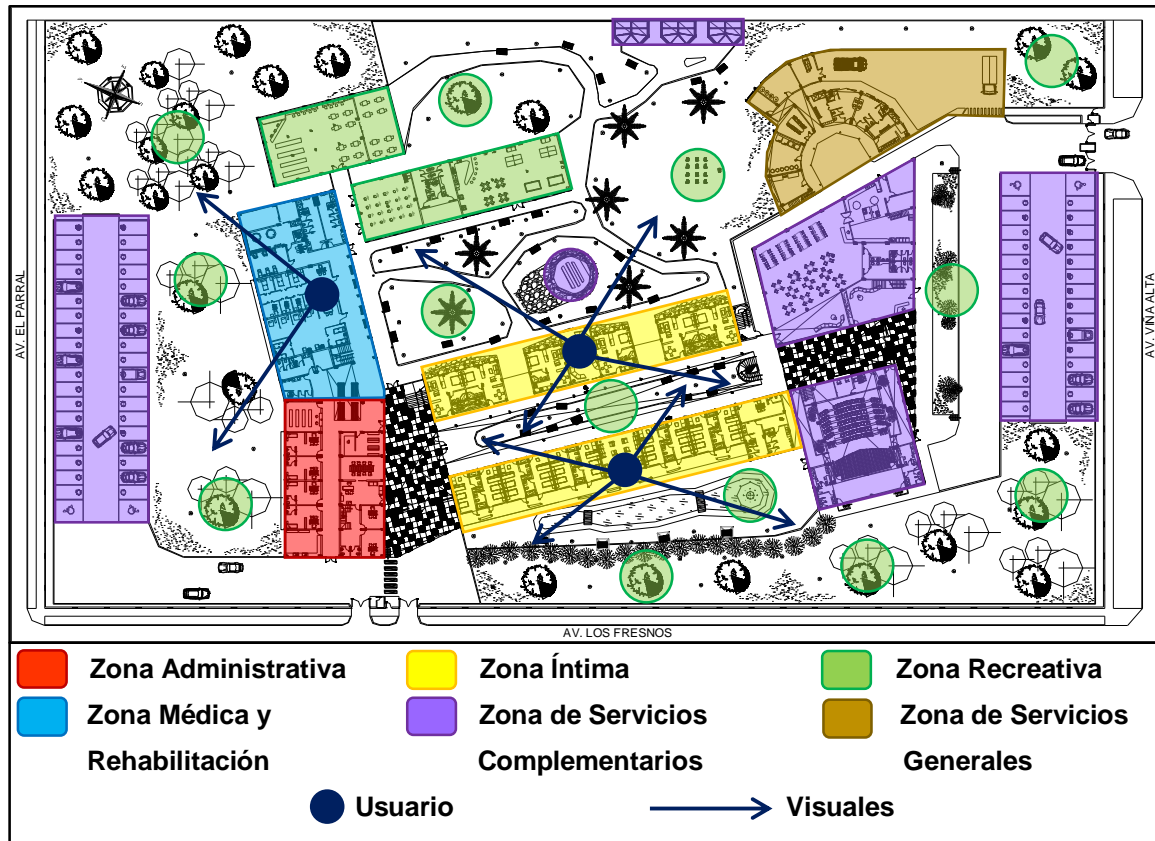 AV. EL PARRAL
AV. VIÑA ALTA
AV. LOS FRESNOS
Zona Administrativa
Zona Íntima
Zona Recreativa
Zona Médica y
Rehabilitación
Zona de Servicios
Complementarios
Zona de Servicios
Generales
Usuario
Visuales